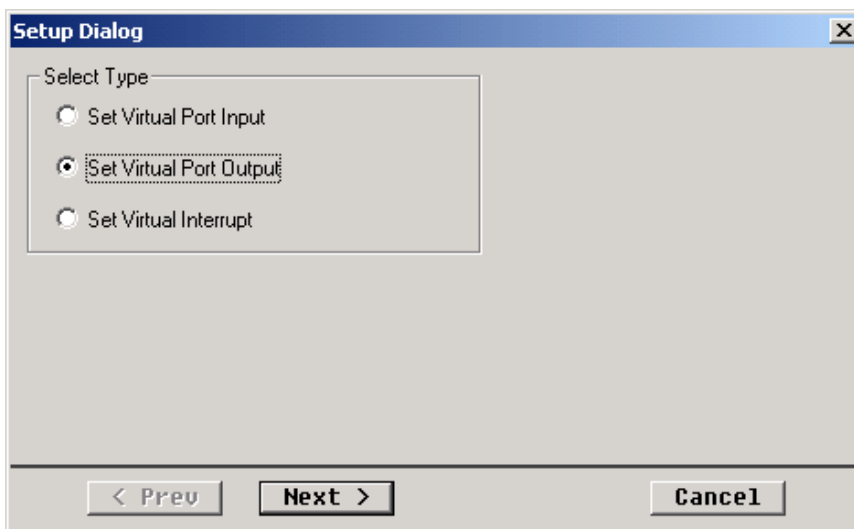 Setup Dialog
Select Type
Set Virtual Port Input
Set Virtual Port Output
Set Virtual Interrupt
< Prev Next > Cancel